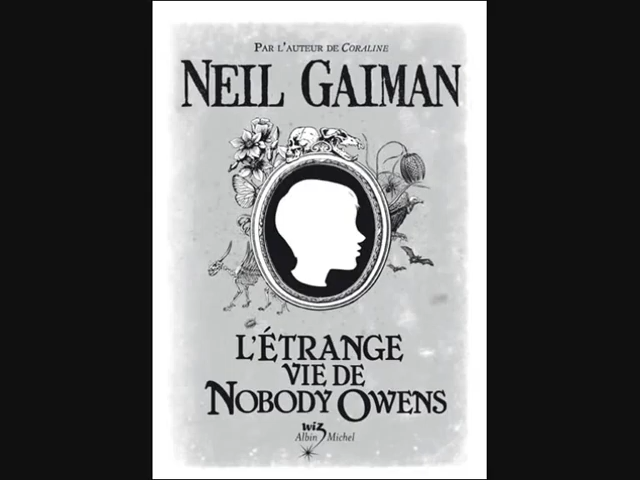 PAR L'AUTEUR DE CORALINE
NEIL GAIMAN
L'ÉTRANGE
VIE DE
NOBODY OWENS
wiz
Albin Michel